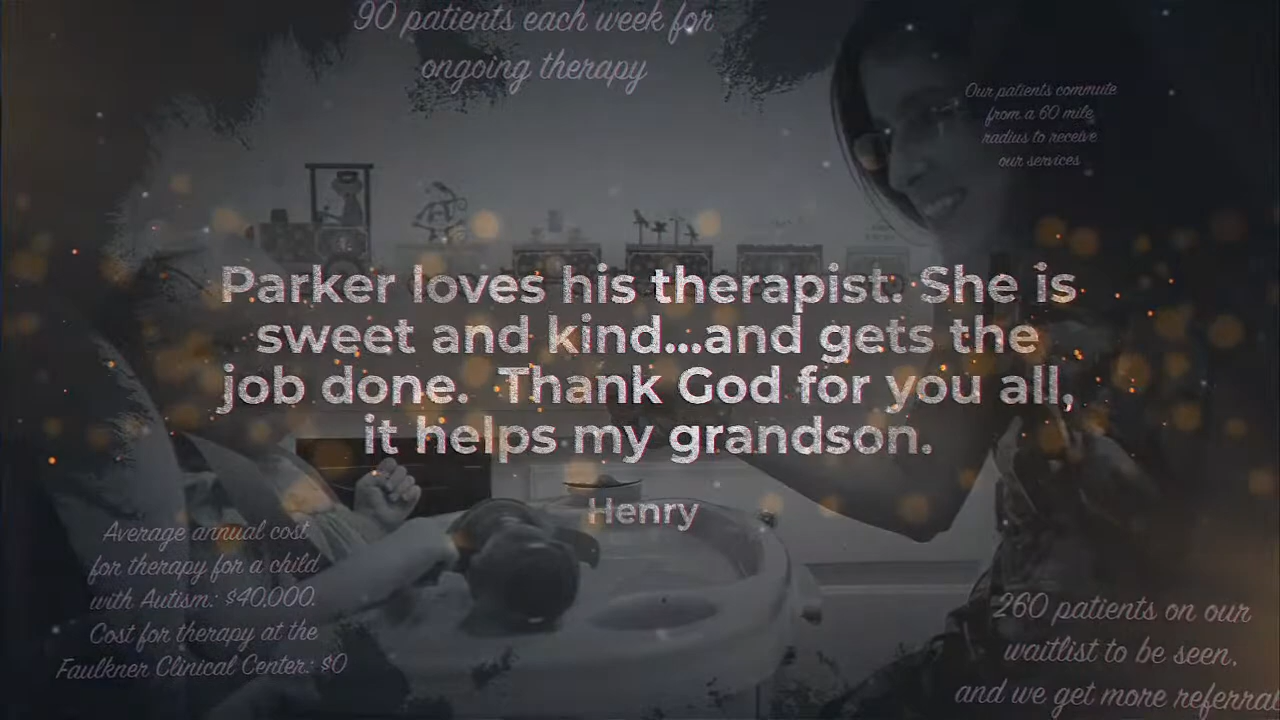 90 patients each week for
ongoing therapy
Our patients commute
from a 60 mile
radius to receive
our services
Parker loves his therapist. She is
sweet and kind...and gets the
job done. Thank God for you all,
it helps my grandson.
Henry
Average annual cost
for therapy for a child
with Autism: $40,000.
Cost for therapy at the
Faulkner Clinical Center: $0
260 patients on our
waitlist to be seen,
and we get more referral